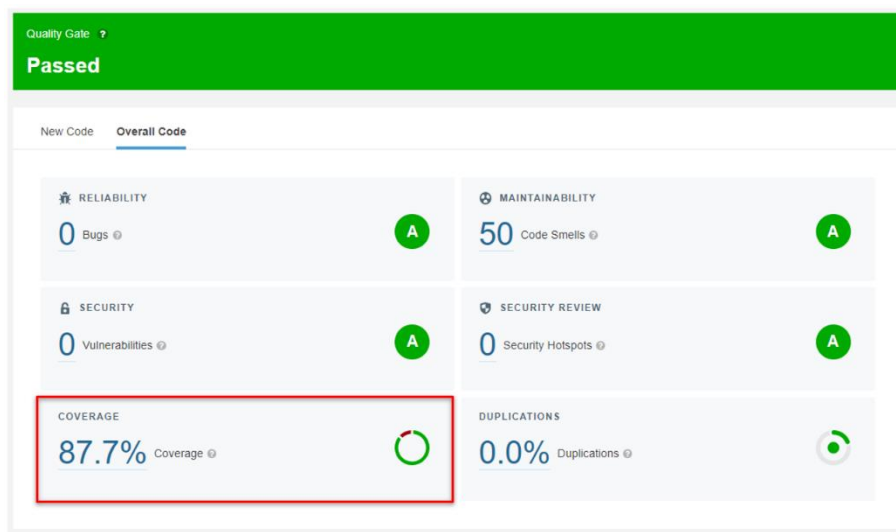 Quality Gate ?
Passed
New Code Overall Code
RELIABILITY
0 Bugs ?
A
MAINTAINABILITY
50 Code Smells ?
A
SECURITY
0 Vulnerabilities ?
A
SECURITY REVIEW
0 Security Hotspots ?
A
COVERAGE
87.7% Coverage ?
DUPLICATIONS
0.0% Duplications ?